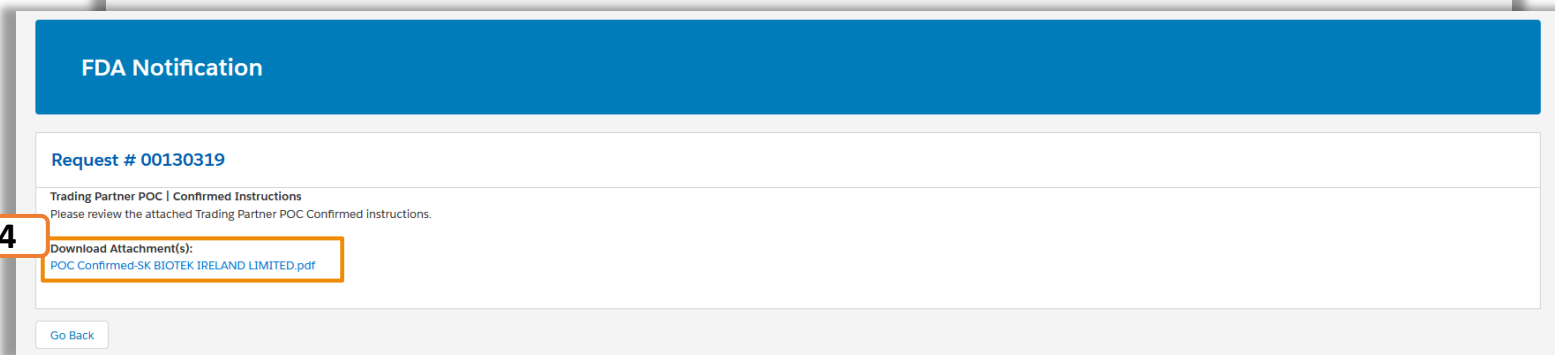 FDA Notification
Request # 00130319
Trading Partner POC | Confirmed Instructions
Please review the attached Trading Partner POC Confirmed instructions.
4
Download Attachment(s):
POC Confirmed-SK BIOTEK IRELAND LIMITED.pdf
Go Back